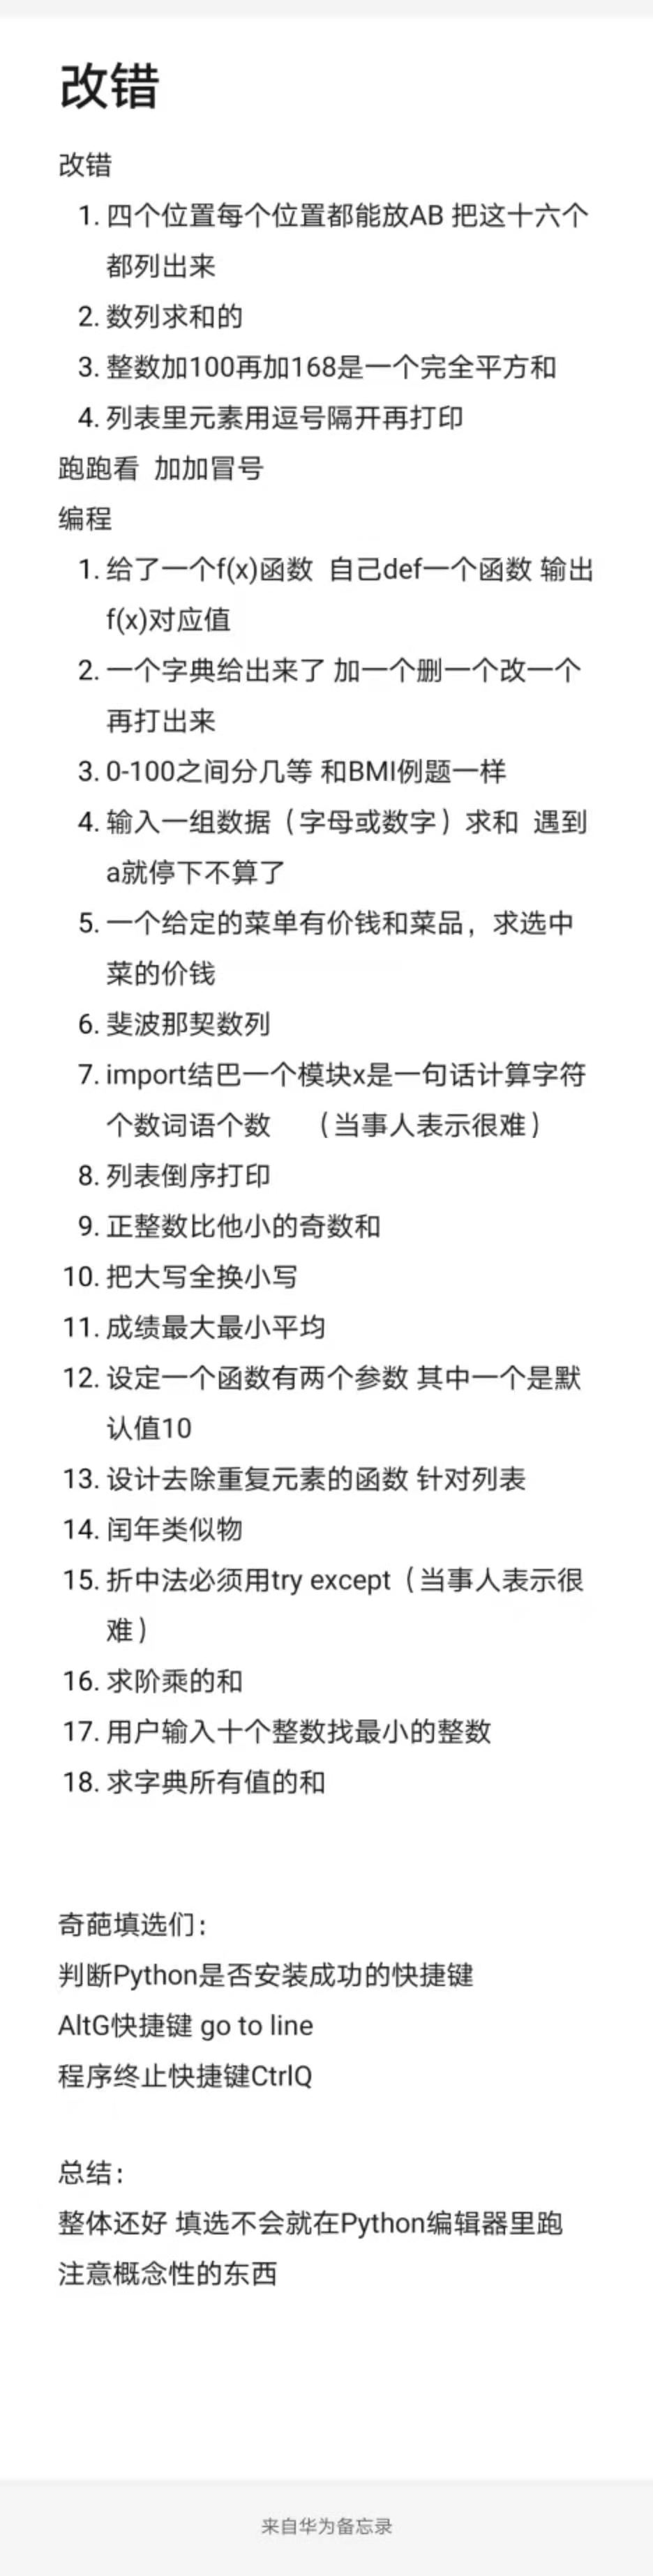 改错
改错
1. 四个位置每个位置都能放AB 把这十六个
都列出来
2. 数列求和的
3. 整数加100再加168是一个完全平方和
4. 列表里元素用逗号隔开再打印
跑跑看 加加冒号
编程
1. 给了一个f(x)函数 自己def一个函数 输出
f(x)对应值
2. 一个字典给出来了 加一个删一个改一个
再打出来
3. 0-100之间分几等 和BMI例题一样
4. 输入一组数据（字母或数字）求和 遇到
a就停下不算了
5. 一个给定的菜单有价钱和菜品，求选中
菜的价钱
6. 斐波那契数列
7. import结巴一个模块x是一句话计算字符
个数词语个数 （当事人表示很难）
8. 列表倒序打印
9. 正整数比他小的奇数和
10. 把大写全换小写
11. 成绩最大最小平均
12. 设定一个函数有两个参数 其中一个是默
认值10
13. 设计去除重复元素的函数 针对列表
14. 闰年类似物
15. 折中法必须用try except（当事人表示很
难）
16. 求阶乘的和
17. 用户输入十个整数找最小的整数
18. 求字典所有值的和
奇葩填选们：
判断Python是否安装成功的快捷键
AltG快捷键 go to line
程序终止快捷键CtrlQ
总结：
整体还好 填选不会就在Python编辑器里跑
注意概念性的东西
来自华为备忘录